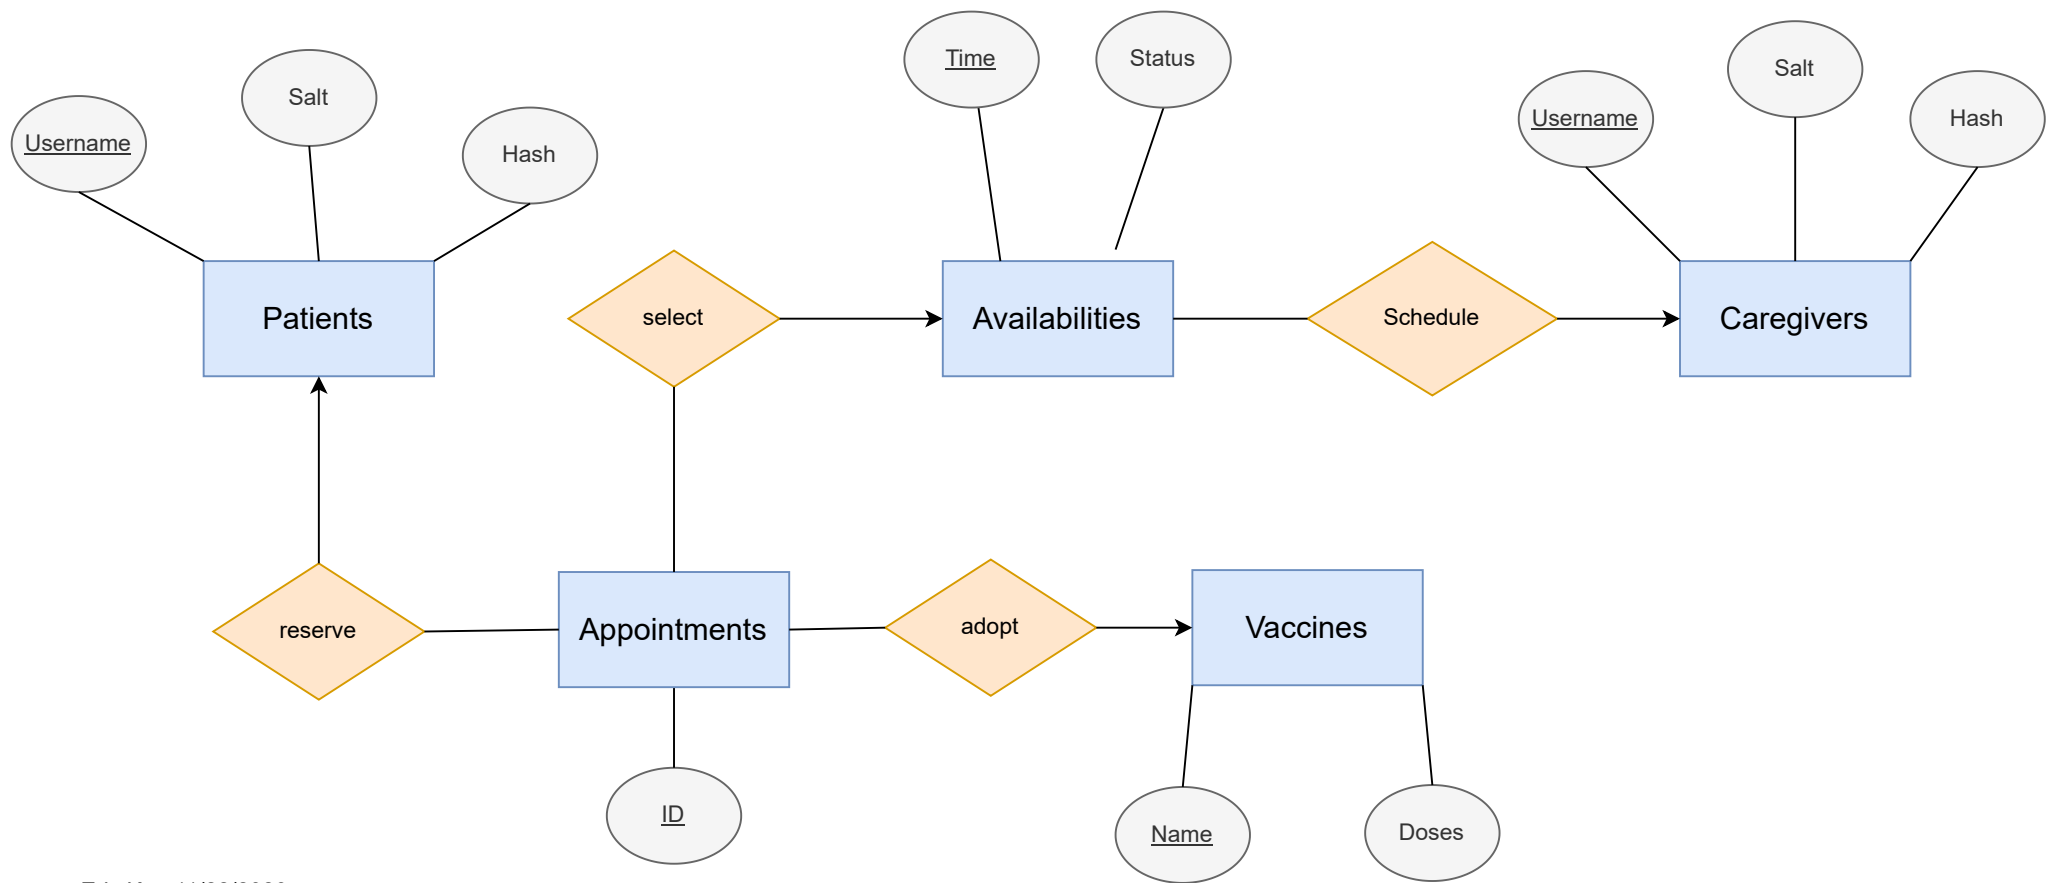 Time
Status
Salt
Username
Salt
Hash
Username
Hash
Patients
select
Availabilities
Schedule
Caregivers
reserve
Appointments
adopt
Vaccines
ID
Name
Doses